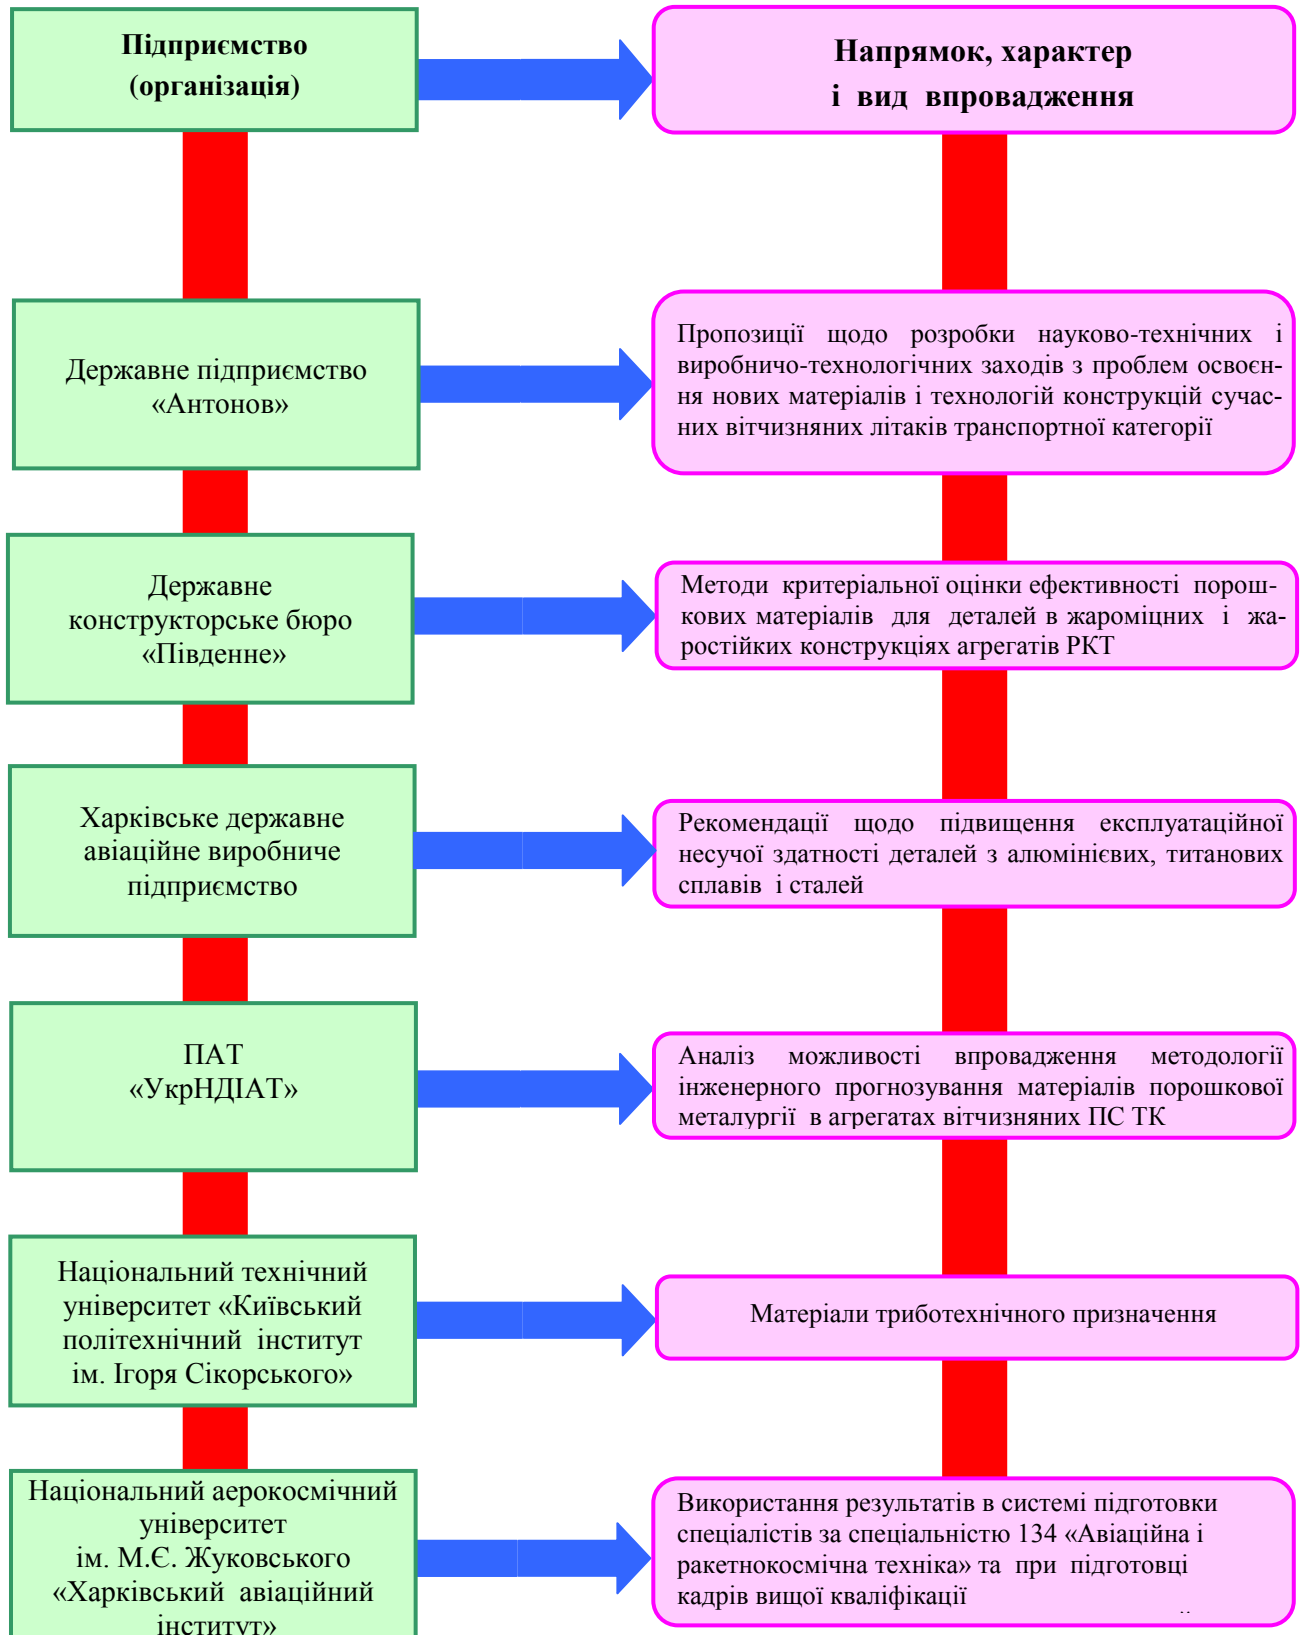 Підприємство
(організація)
Напрямок, характер
і вид впровадження
Державне підприємство
«Антонов»
Пропозиції щодо розробки науково-технічних і
виробничо-технологічних заходів з проблем освоєн-
ня нових матеріалів і технологій конструкцій сучас-
них вітчизняних літаків транспортної категорії
Державне
конструкторське бюро
«Південне»
Методи критеріальної оцінки ефективності порош-
кових матеріалів для деталей в жароміцних і жа-
ростійких конструкціях агрегатів РКТ
Харківське державне
авіаційне виробниче
підприємство
Рекомендації щодо підвищення експлуатаційної
несучої здатності деталей з алюмінієвих, титанових
сплавів і сталей
ПАТ
«УкрНДІАТ»
Аналіз можливості впровадження методології
інженерного прогнозування матеріалів порошкової
металургії в агрегатах вітчизняних ПС ТК
Національний технічний
університет «Київський
політехнічний інститут
ім. Ігоря Сікорського»
Матеріали триботехнічного призначення
Національний аерокосмічний
університет
ім. М.Є. Жуковського
«Харківський авіаційний
інститут»
Використання результатів в системі підготовки
спеціалістів за спеціальністю 134 «Авіаційна і
ракетнокосмічна техніка» та при підготовці
кадрів вищої кваліфікації